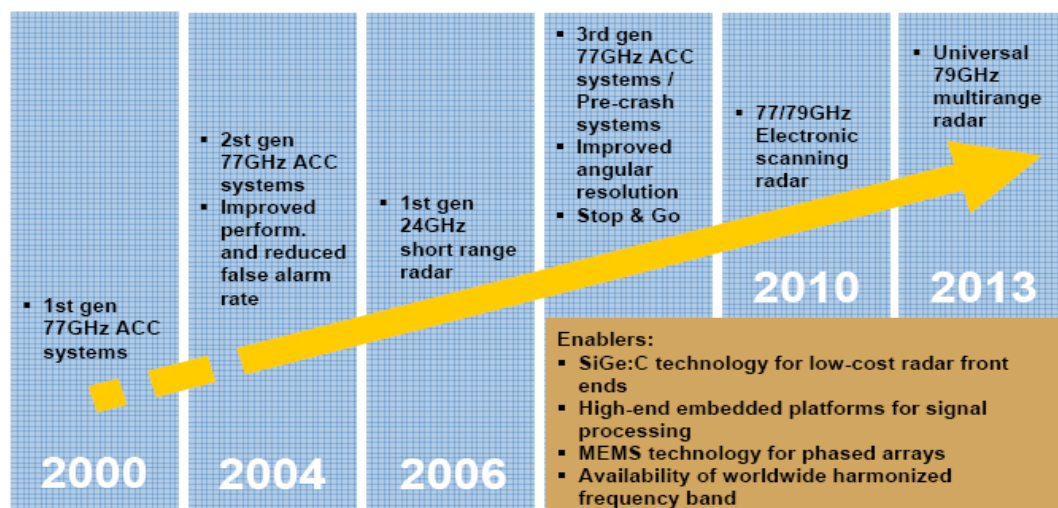 ▪ 1st gen
77GHz ACC
systems
2000
▪ 2st gen
77GHz ACC
systems
▪ Improved
perform.
and reduced
false alarm
rate
2004
▪ 1st gen
24GHz
short range
radar
2006
▪ 3rd gen
77GHz ACC
systems /
Pre-crash
systems
▪ Improved
angular
resolution
▪ Stop & Go
▪ 77/79GHz
Electronic
scanning
radar
2010
▪ Universal
79GHz
multirange
radar
2013
Enablers:
▪ SiGe:C technology for low-cost radar front
ends
▪ High-end embedded platforms for signal
processing
▪ MEMS technology for phased arrays
▪ Availability of worldwide harmonized
frequency band